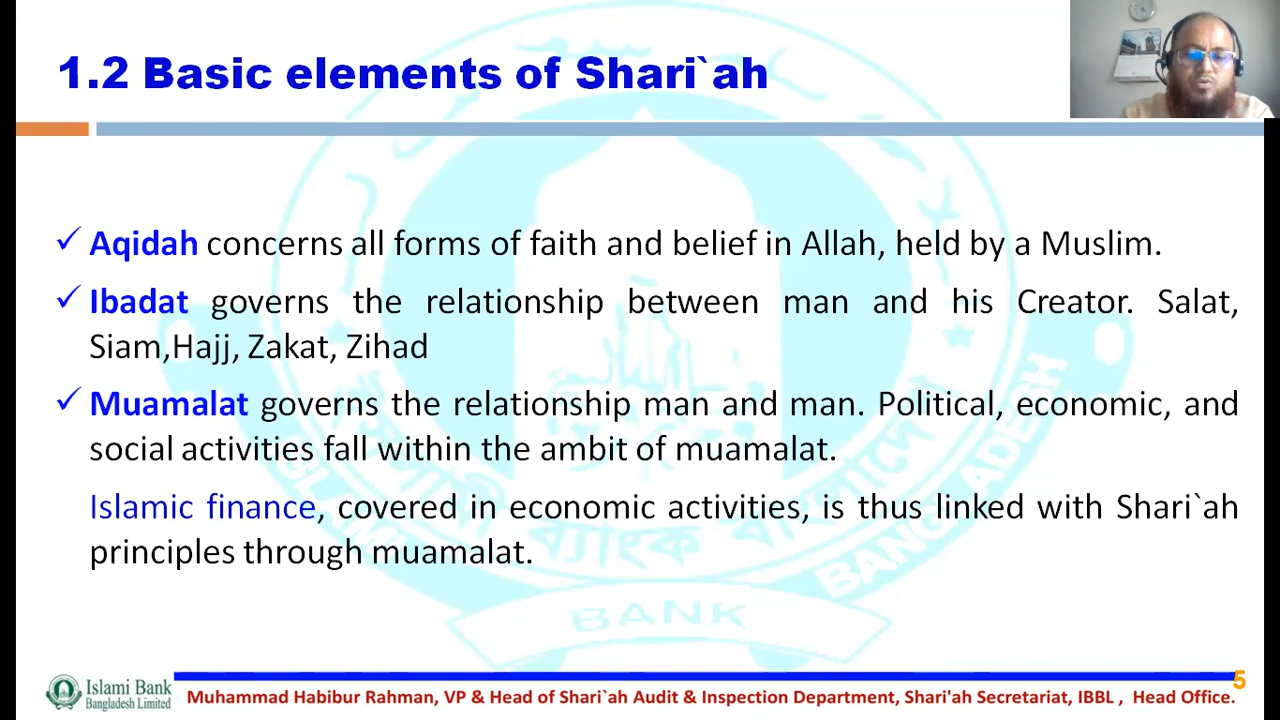 1.2 Basic elements of Shari`ah
✓ Aqidah concerns all forms of faith and belief in Allah, held by a Muslim.
✓ Ibadat governs the relationship between man and his Creator. Salat,
Siam,Hajj, Zakat, Zihad
✓ Muamalat governs the relationship man and man. Political, economic, and
social activities fall within the ambit of muamalat.
Islamic finance, covered in economic activities, is thus linked with Shari`ah
principles through muamalat.
BANGLADESH
BANK
Islami Bank
Bangladesh Limited
Muhammad Habibur Rahman, VP & Head of Shari`ah Audit & Inspection Department, Shari'ah Secretariat, IBBL , Head Office.
5